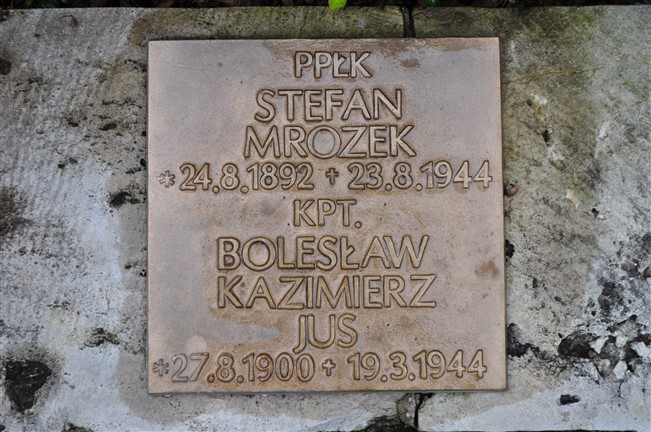 PPŁK
STEFAN
MROZEK
*24.8.1892 † 23.8.1944
KPT.
BOLESŁAW
KAZIMIERZ
JUS
*27.8.1900 † 19.3.1944